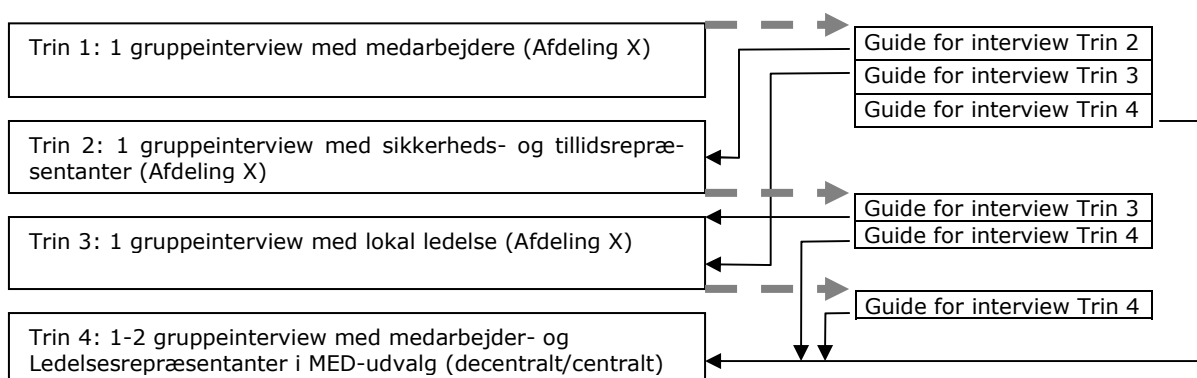 Trin 1: 1 gruppeinterview med medarbejdere (Afdeling X)
Guide for interview Trin 2
Guide for interview Trin 3
Guide for interview Trin 4
Trin 2: 1 gruppeinterview med sikkerheds- og tillidsrepræ-
sentanter (Afdeling X)
Guide for interview Trin 3
Guide for interview Trin 4
Trin 3: 1 gruppeinterview med lokal ledelse (Afdeling X)
Guide for interview Trin 4
Trin 4: 1-2 gruppeinterview med medarbejder- og
Ledelsesrepræsentanter i MED-udvalg (decentralt/centralt)